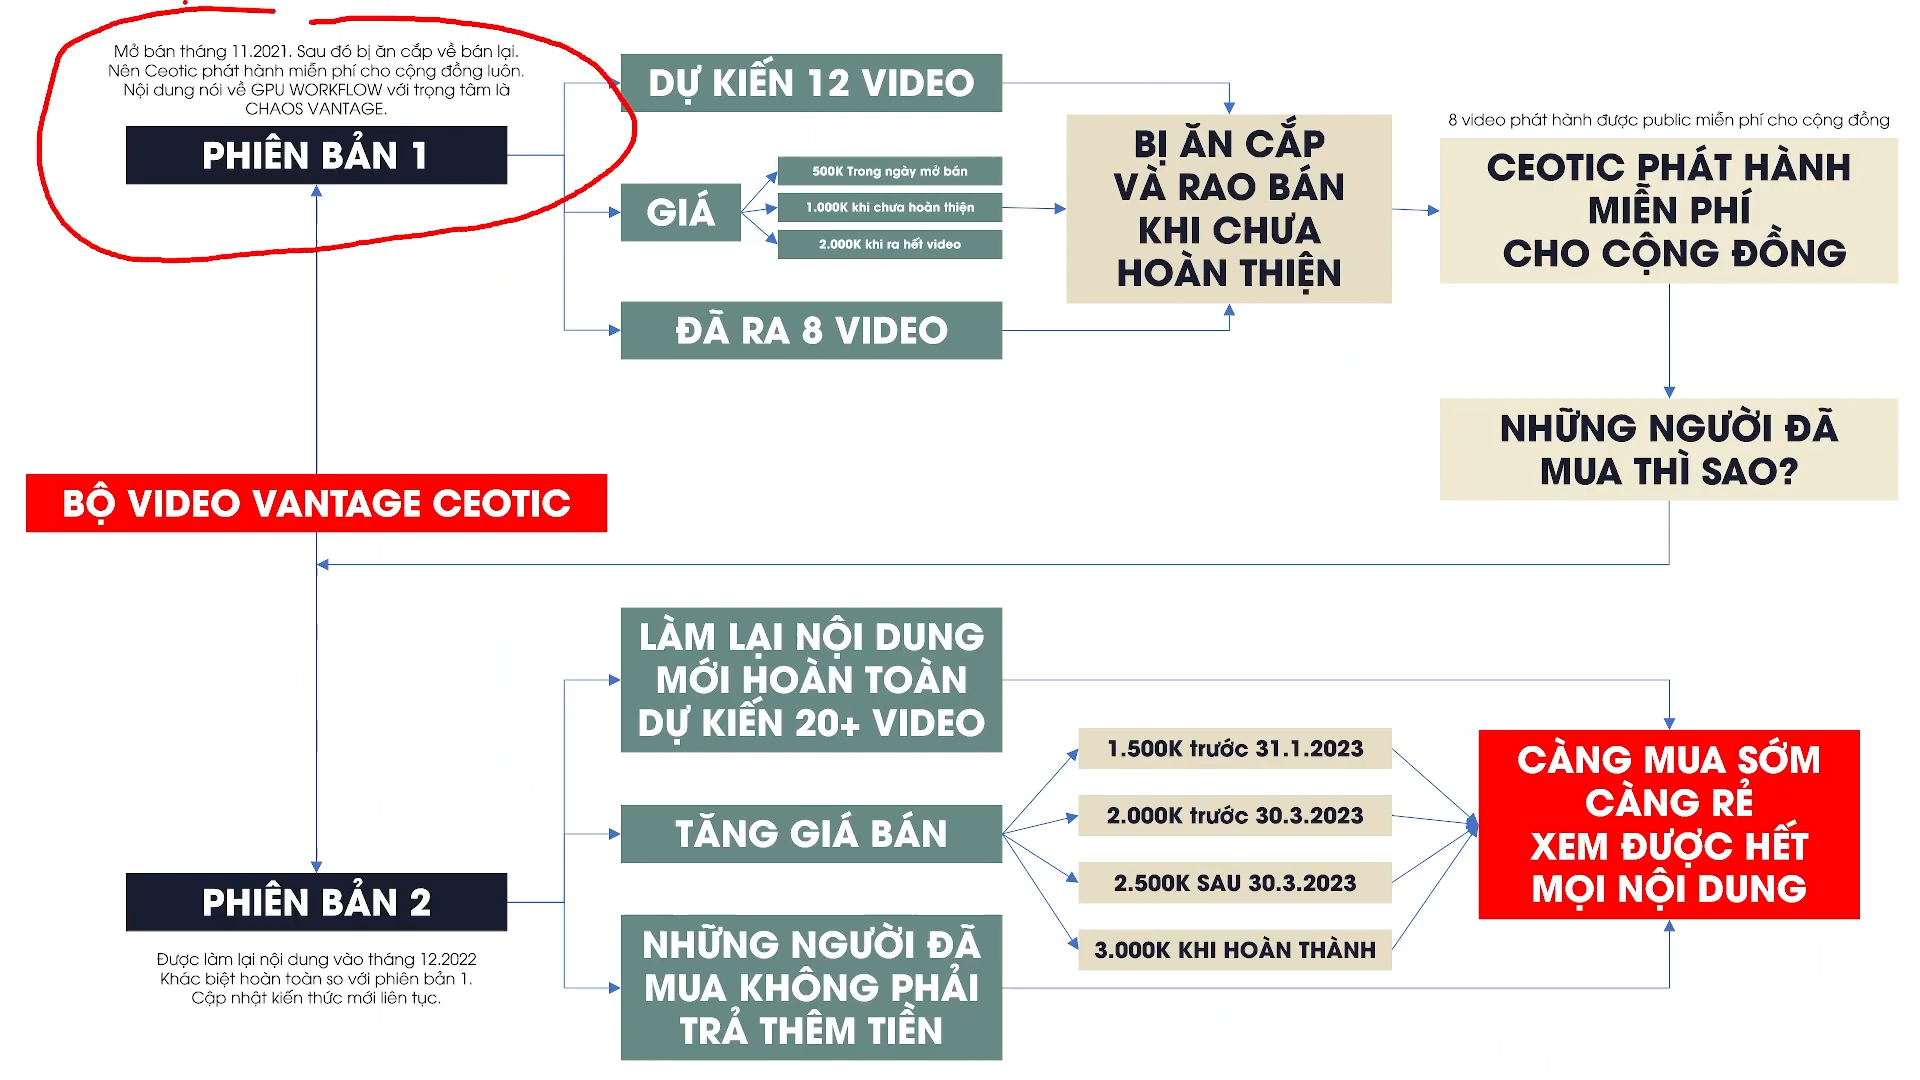 Mở bán tháng 11.2021. Sau đó bị ăn cắp về bán lại.
Nên Ceotic phát hành miễn phí cho cộng đồng luôn.
Nội dung nói về GPU WORKFLOW với trọng tâm là
CHAOS VANTAGE.
PHIÊN BẢN 1
DỰ KIẾN 12 VIDEO
GIÁ
500K Trong ngày mở bán
1.000K khi chưa hoàn thiện
2.000K khi ra hết video
ĐÃ RA 8 VIDEO
BỊ ĂN CẮP
VÀ RAO BÁN
KHI CHƯA
HOÀN THIỆN
8 video phát hành được public miễn phí cho cộng đồng
CEOTIC PHÁT HÀNH
MIỄN PHÍ
CHO CỘNG ĐỒNG
NHỮNG NGƯỜI ĐÃ
MUA THÌ SAO?
BỘ VIDEO VANTAGE CEOTIC
PHIÊN BẢN 2
Được làm lại nội dung vào tháng 12.2022
Khác biệt hoàn toàn so với phiên bản 1.
Cập nhật kiến thức mới liên tục.
LÀM LẠI NỘI DUNG
MỚI HOÀN TOÀN
DỰ KIẾN 20+ VIDEO
TĂNG GIÁ BÁN
1.500K trước 31.1.2023
2.000K trước 30.3.2023
2.500K SAU 30.3.2023
3.000K KHI HOÀN THÀNH
NHỮNG NGƯỜI ĐÃ
MUA KHÔNG PHẢI
TRẢ THÊM TIỀN
CÀNG MUA SỚM
CÀNG RẺ
XEM ĐƯỢC HẾT
MỌI NỘI DUNG